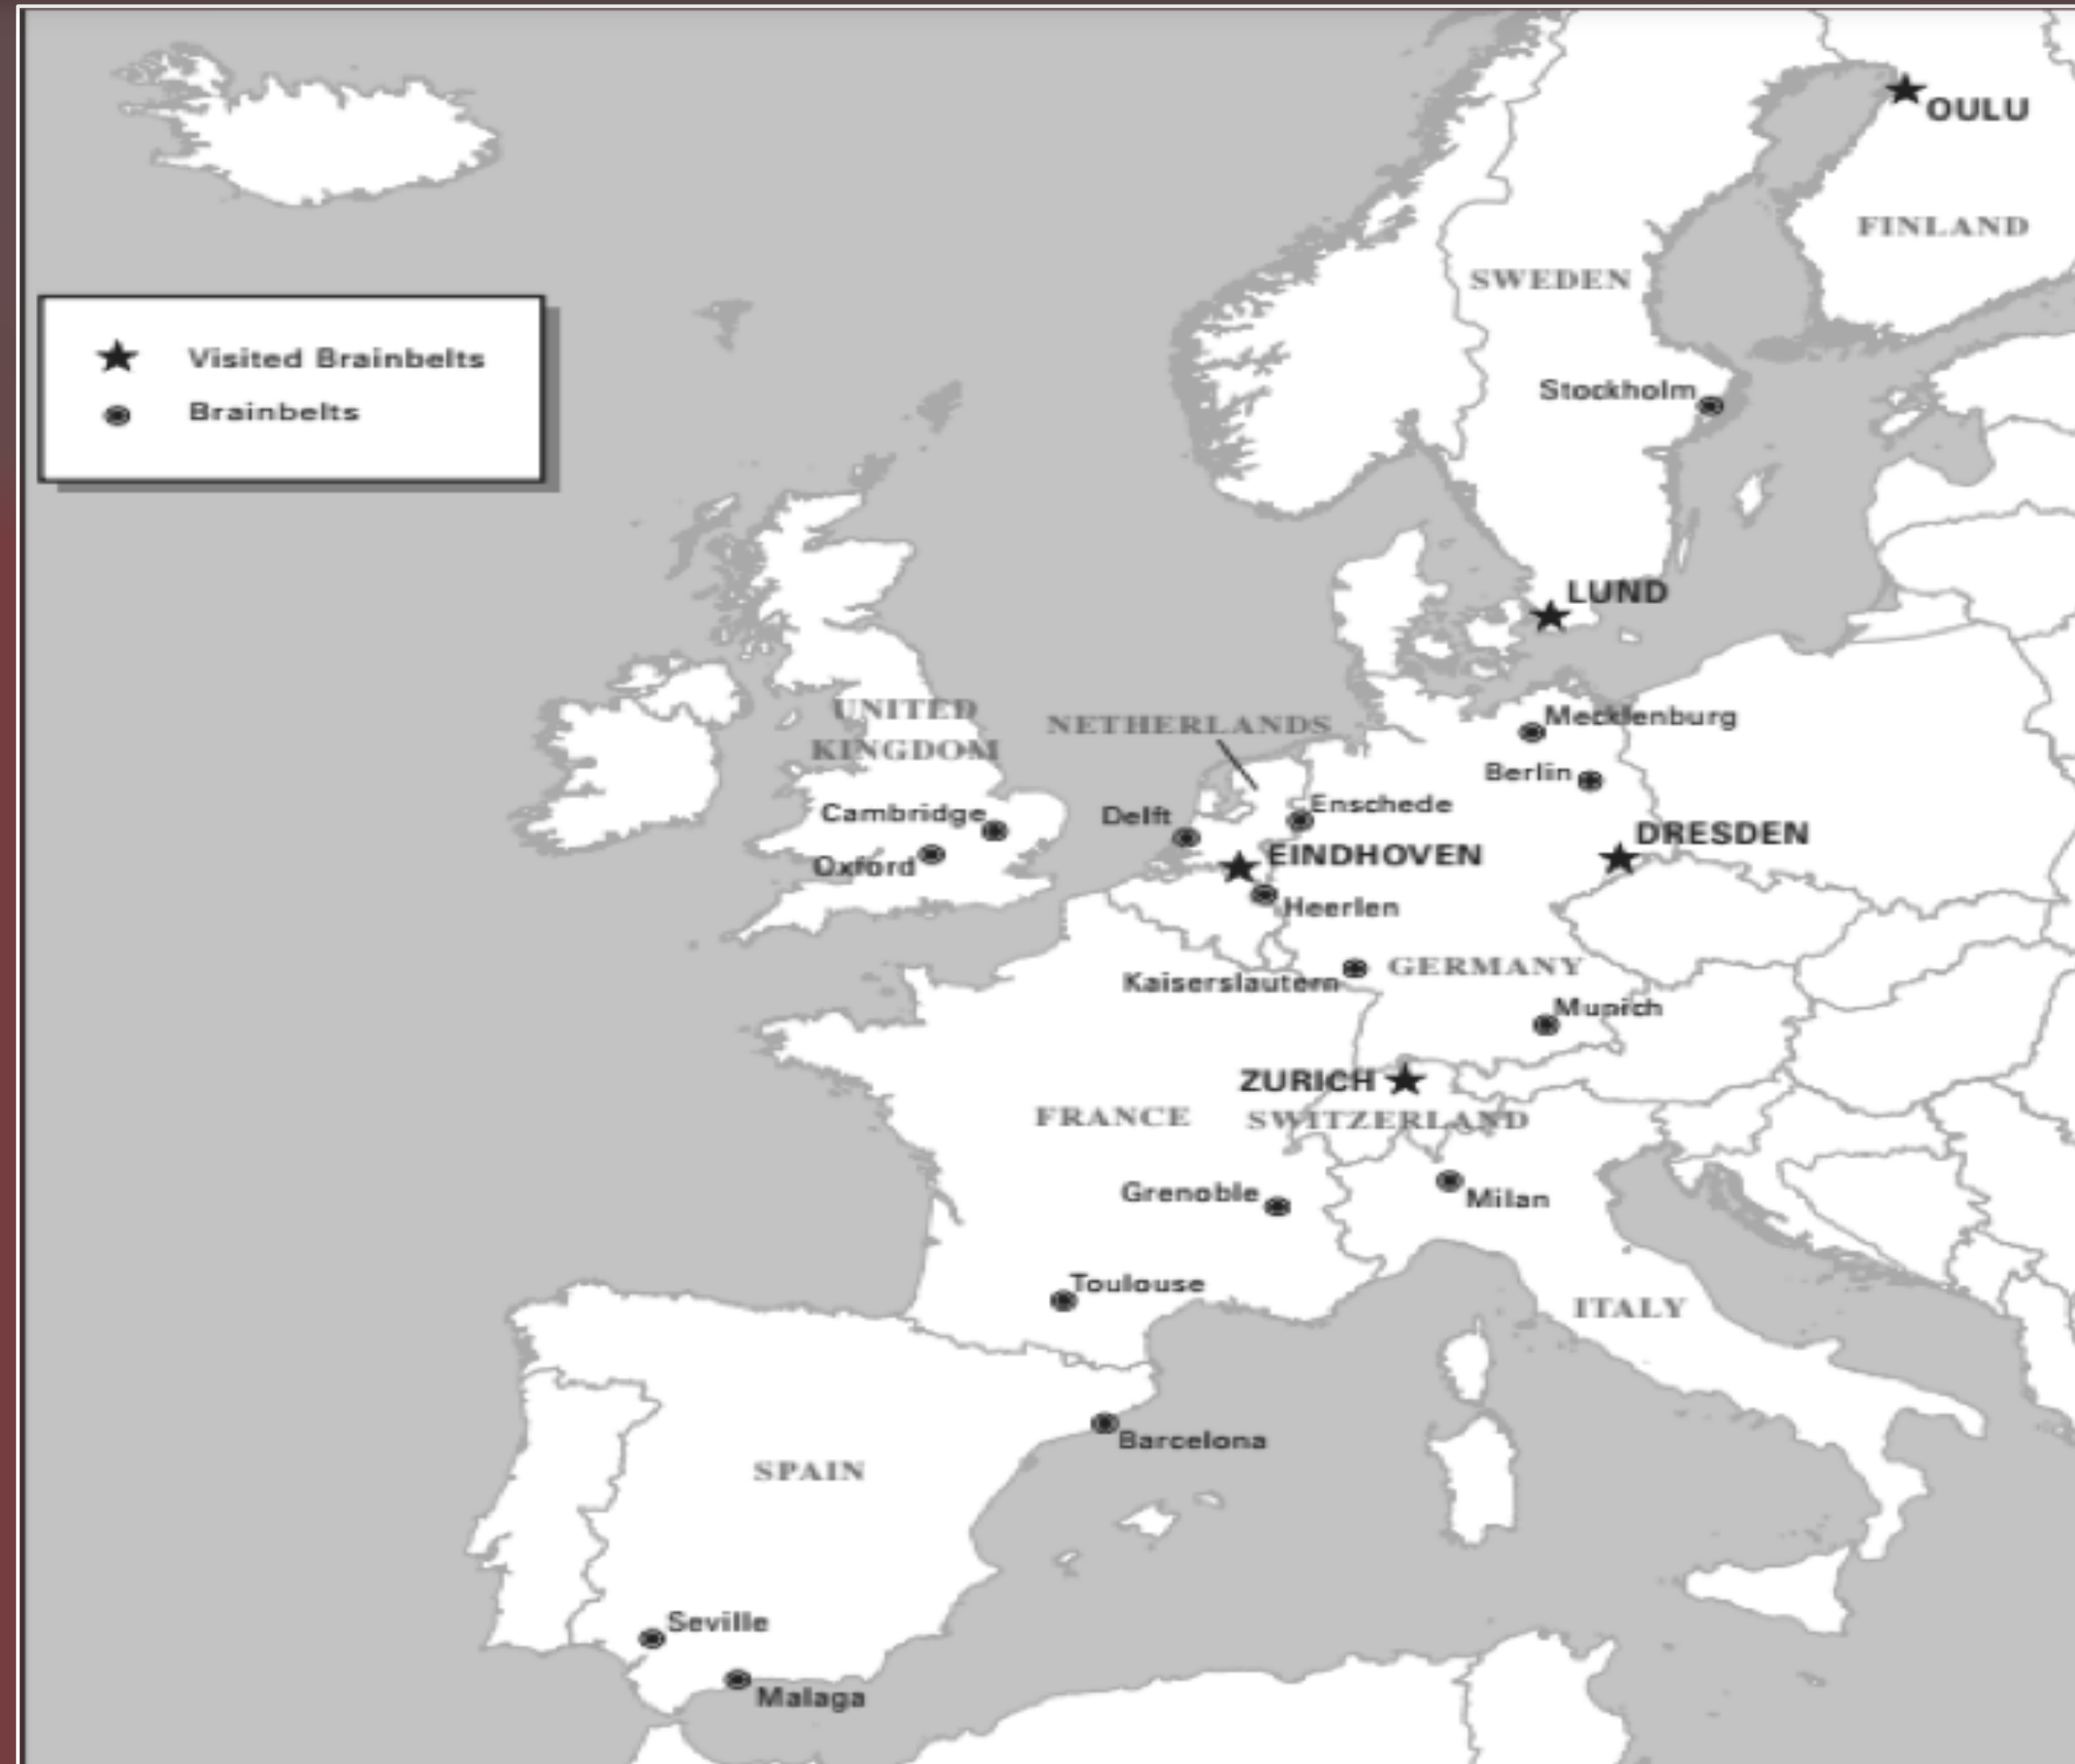 OULU
FINLAND
SWEDEN
Visited Brainbelts
Brainbelts
Stockholm
LUND
UNITED
KINGDOM
NETHERLANDS
Mecklenburg
Berlin
Cambridge
Delft
Enschede
DRESDEN
Oxford
EINDHOVEN
Heerlen
Kaiserslautern
GERMANY
Munich
ZURICH
FRANCE
SWITZERLAND
Grenoble
Milan
Toulouse
ITALY
Barcelona
SPAIN
Seville
Malaga